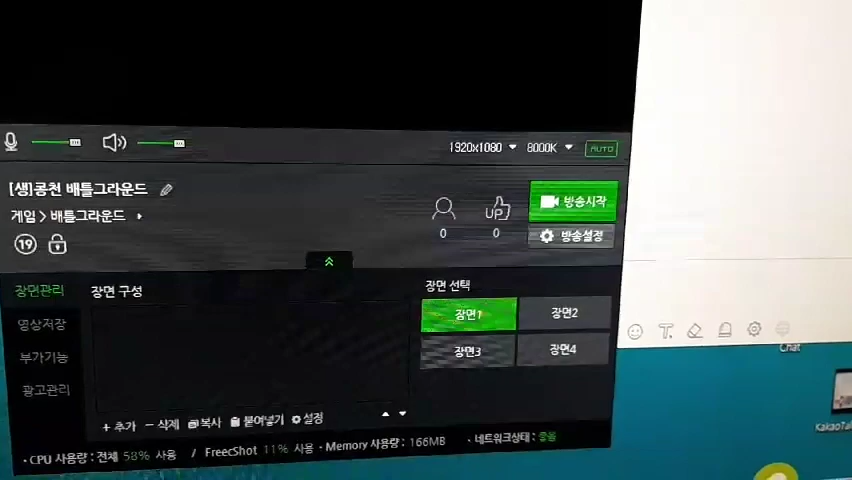 1920x1080 8000K AUTO
[생]콩천 배틀그라운드
게임 > 배틀그라운드
19
UP
0 0
방송시작
방송설정
장면관리
영상저장
부가기능
광고관리
장면 구성
+ 추가 - 삭제 복사 붙여넣기 설정
장면 선택
장면1 장면2
장면3 장면4
· CPU 사용량 : 전체 58% 사용 / FreecShot 11% 사용 · Memory 사용량 : 166MB · 네트워크상태 : 좋음
T
Chat
KakaoTal